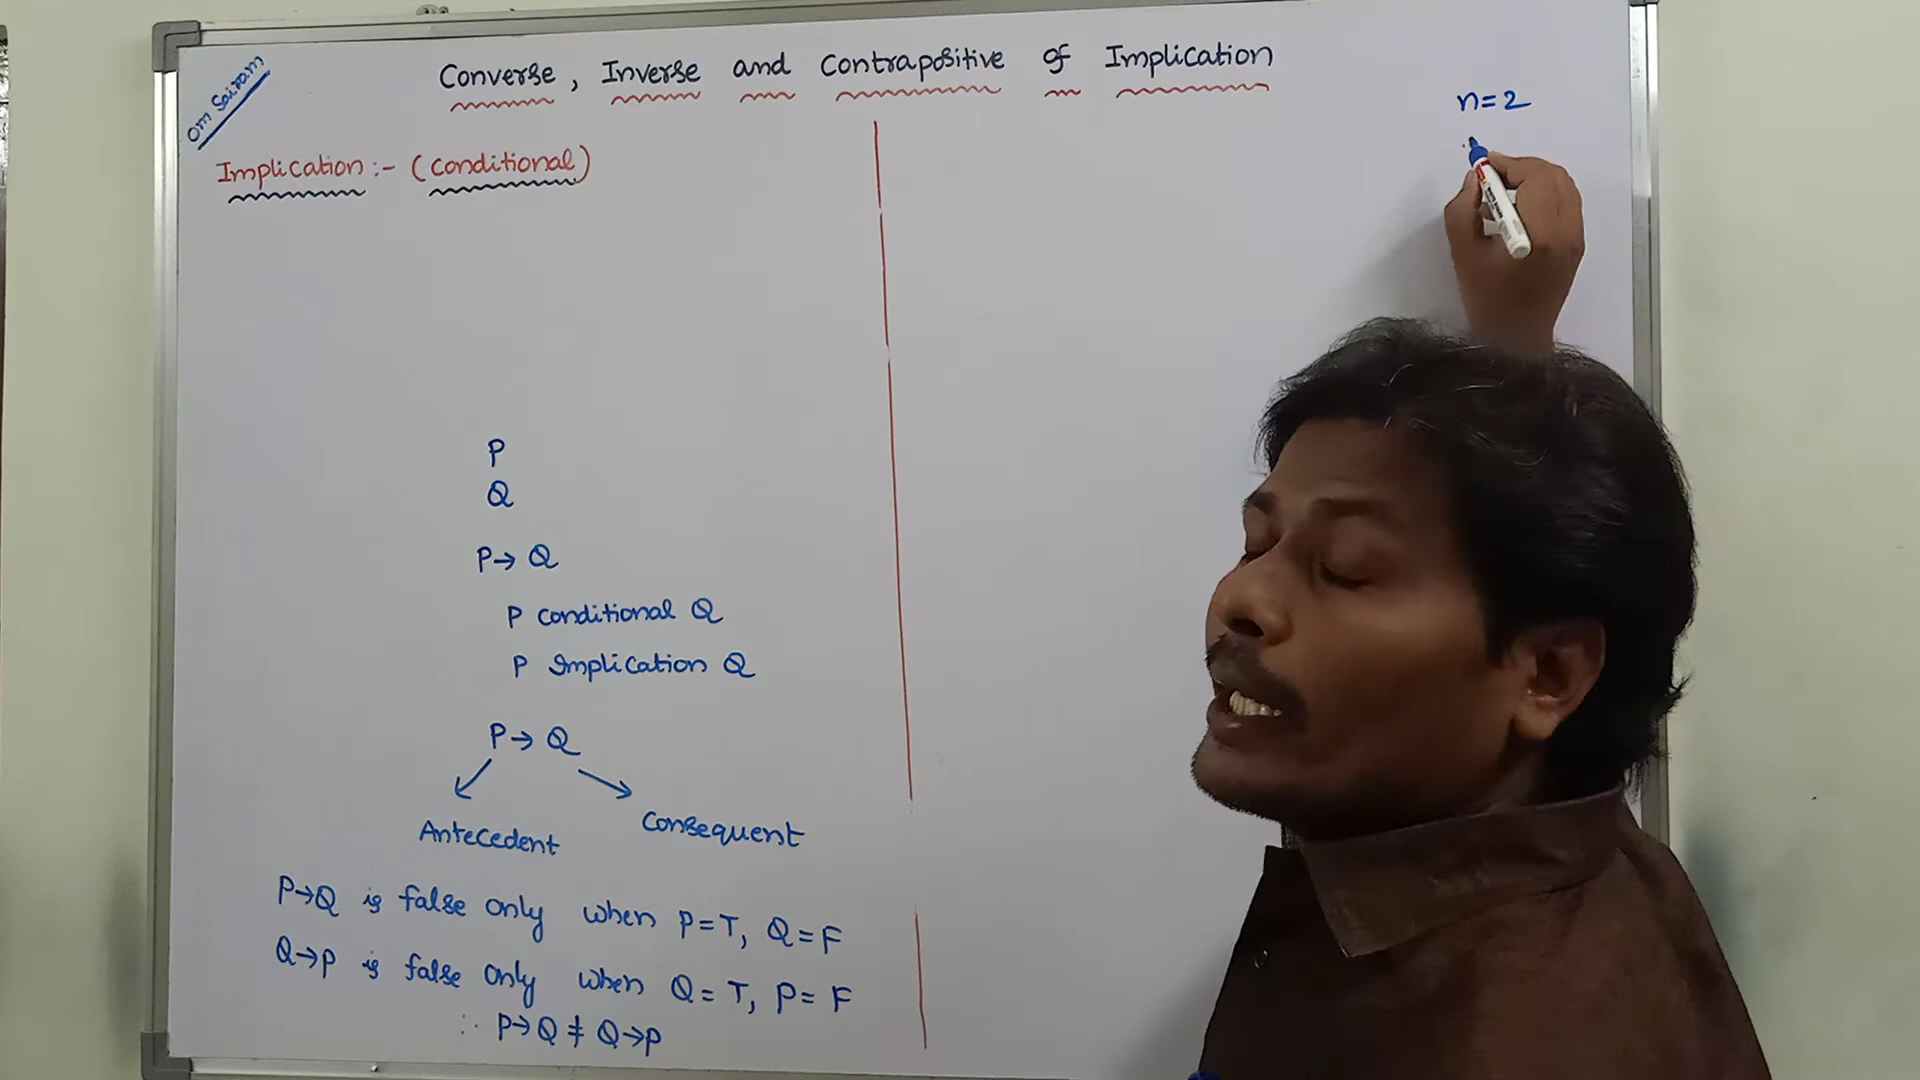 Om Sairam
Converse, Inverse and Contrapositive of Implication
n=2
Implication :- (Conditional)
P
Q
P→ Q
P Conditional Q
P Implication Q
P→ Q
Antecedent
Consequent
P→Q is false only when P=T, Q=F
Q→P is false only when Q=T, P=F
∴ P→Q ≠ Q→P